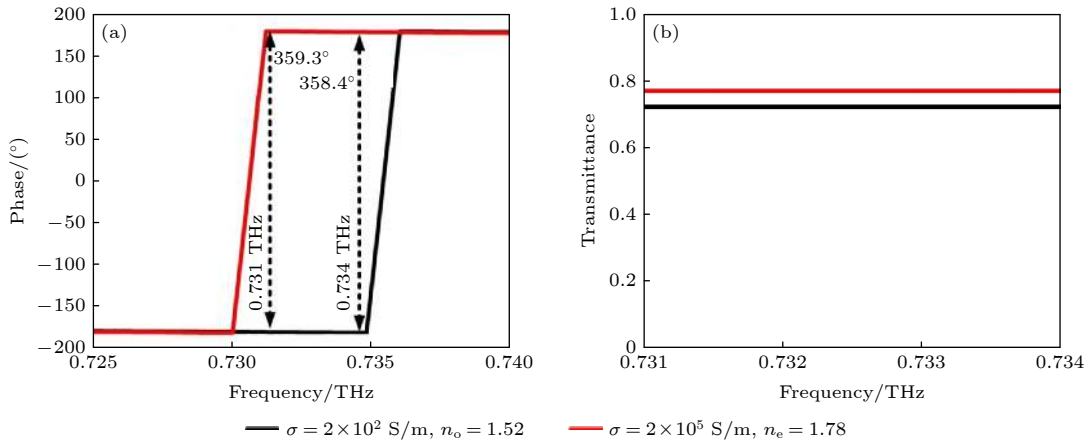 (a)
200
150
100
50
0
−50
−100
−150
−200
Phase/(°)
359.3°
358.4°
0.731 THz
0.734 THz
0.725
0.730
0.735
0.740
Frequency/THz
(b)
1.0
0.8
0.6
0.4
0.2
0
Transmittance
0.731
0.732
0.733
0.734
Frequency/THz
σ = 2×10² S/m, nₒ = 1.52
σ = 2×10⁵ S/m, nₑ = 1.78